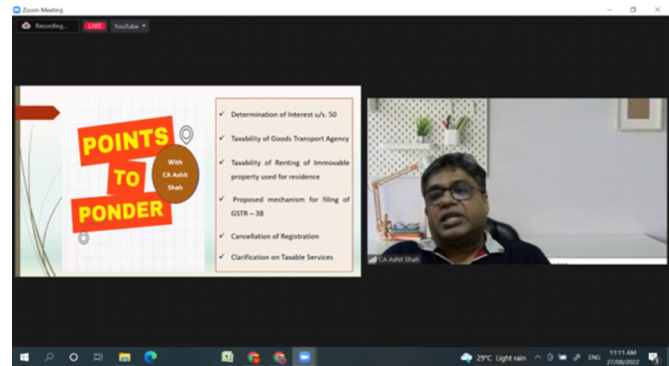 Zoom Meeting
Recording...
LIVE
YouTube
POINTS
TO
PONDER
With
CA Ashit
Shah
✓ Determination of Interest u/s. 50
✓ Taxability of Goods Transport Agency
✓ Taxability of Renting of Immovable
property used for residence
✓ Proposed mechanism for filing of
GSTR – 3B
✓ Cancellation of Registration
✓ Clarification on Taxable Services
CA Ashit Shah
29°C Light rain
ENG
11:11 AM
27/08/2022